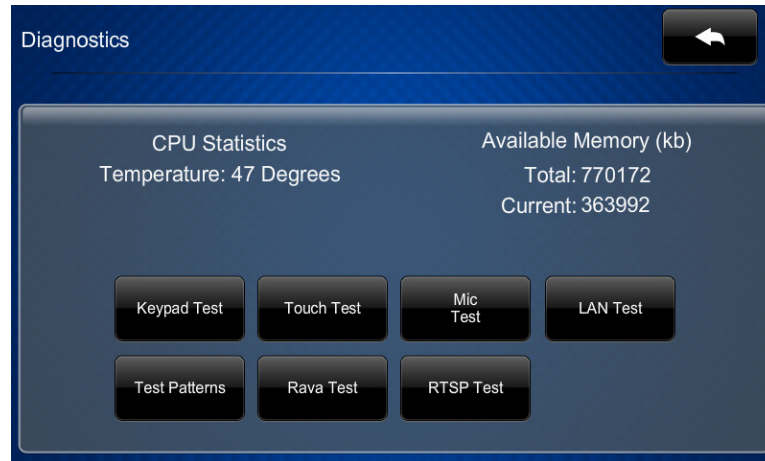 Diagnostics
CPU Statistics
Temperature: 47 Degrees
Available Memory (kb)
Total: 770172
Current: 363992
Keypad Test
Touch Test
Mic
Test
LAN Test
Test Patterns
Rava Test
RTSP Test